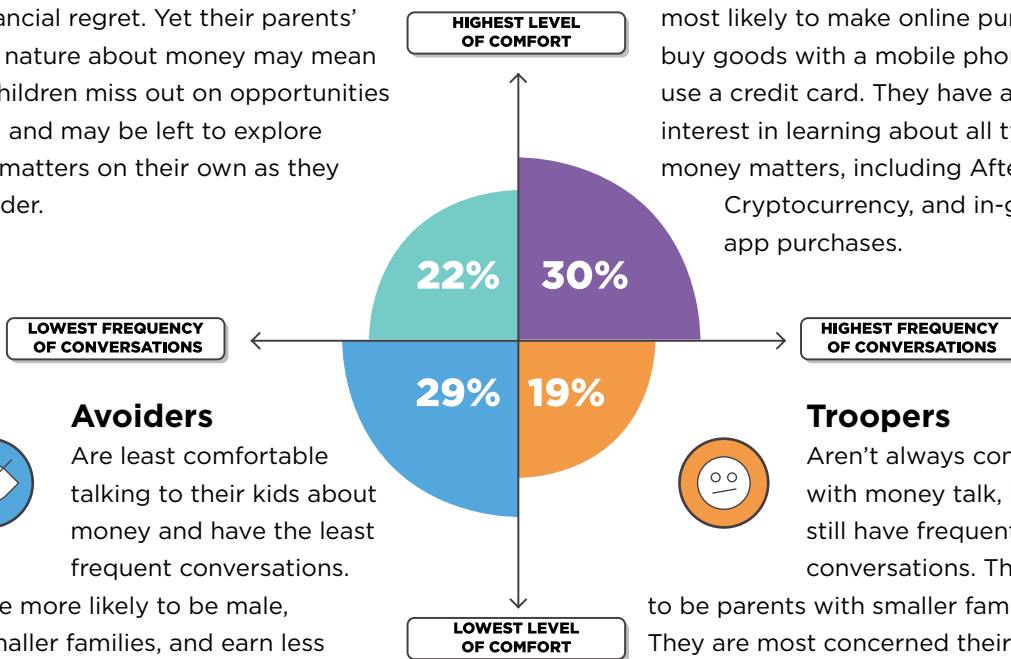 ancial regret. Yet their parents’
nature about money may mean
hildren miss out on opportunities
and may be left to explore
matters on their own as they
der.
HIGHEST LEVEL
OF COMFORT
most likely to make online pur
buy goods with a mobile phon
use a credit card. They have a
interest in learning about all ty
money matters, including Afte
Cryptocurrency, and in-g
app purchases.
22%
30%
LOWEST FREQUENCY
OF CONVERSATIONS
HIGHEST FREQUENCY
OF CONVERSATIONS
29%
19%
Avoiders
Are least comfortable
talking to their kids about
money and have the least
frequent conversations.
e more likely to be male,
maller families, and earn less
Troopers
Aren’t always con
with money talk,
still have frequent
conversations. Th
to be parents with smaller fam
They are most concerned their
LOWEST LEVEL
OF COMFORT